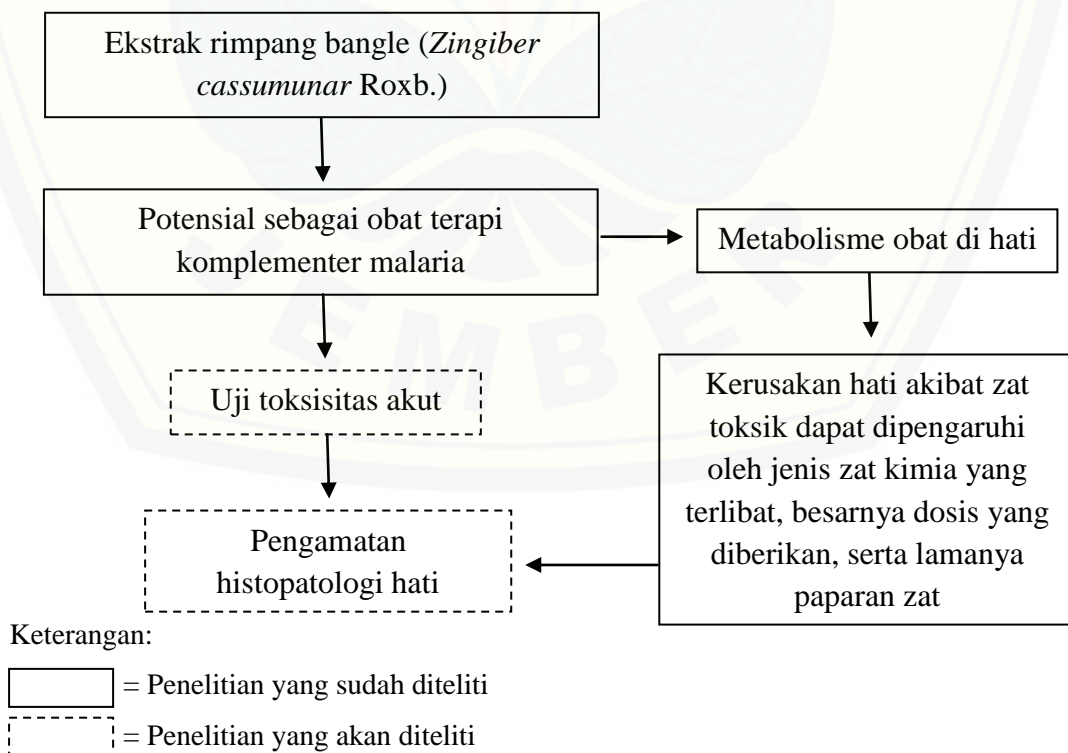 Ekstrak rimpang bangle (Zingiber
cassumunar Roxb.)
Potensial sebagai obat terapi
komplementer malaria
Metabolisme obat di hati
Uji toksisitas akut
Kerusakan hati akibat zat
toksik dapat dipengaruhi
oleh jenis zat kimia yang
terlibat, besarnya dosis yang
diberikan, serta lamanya
paparan zat
Pengamatan
histopatologi hati
Keterangan:
= Penelitian yang sudah diteliti
= Penelitian yang akan diteliti
JEMBER